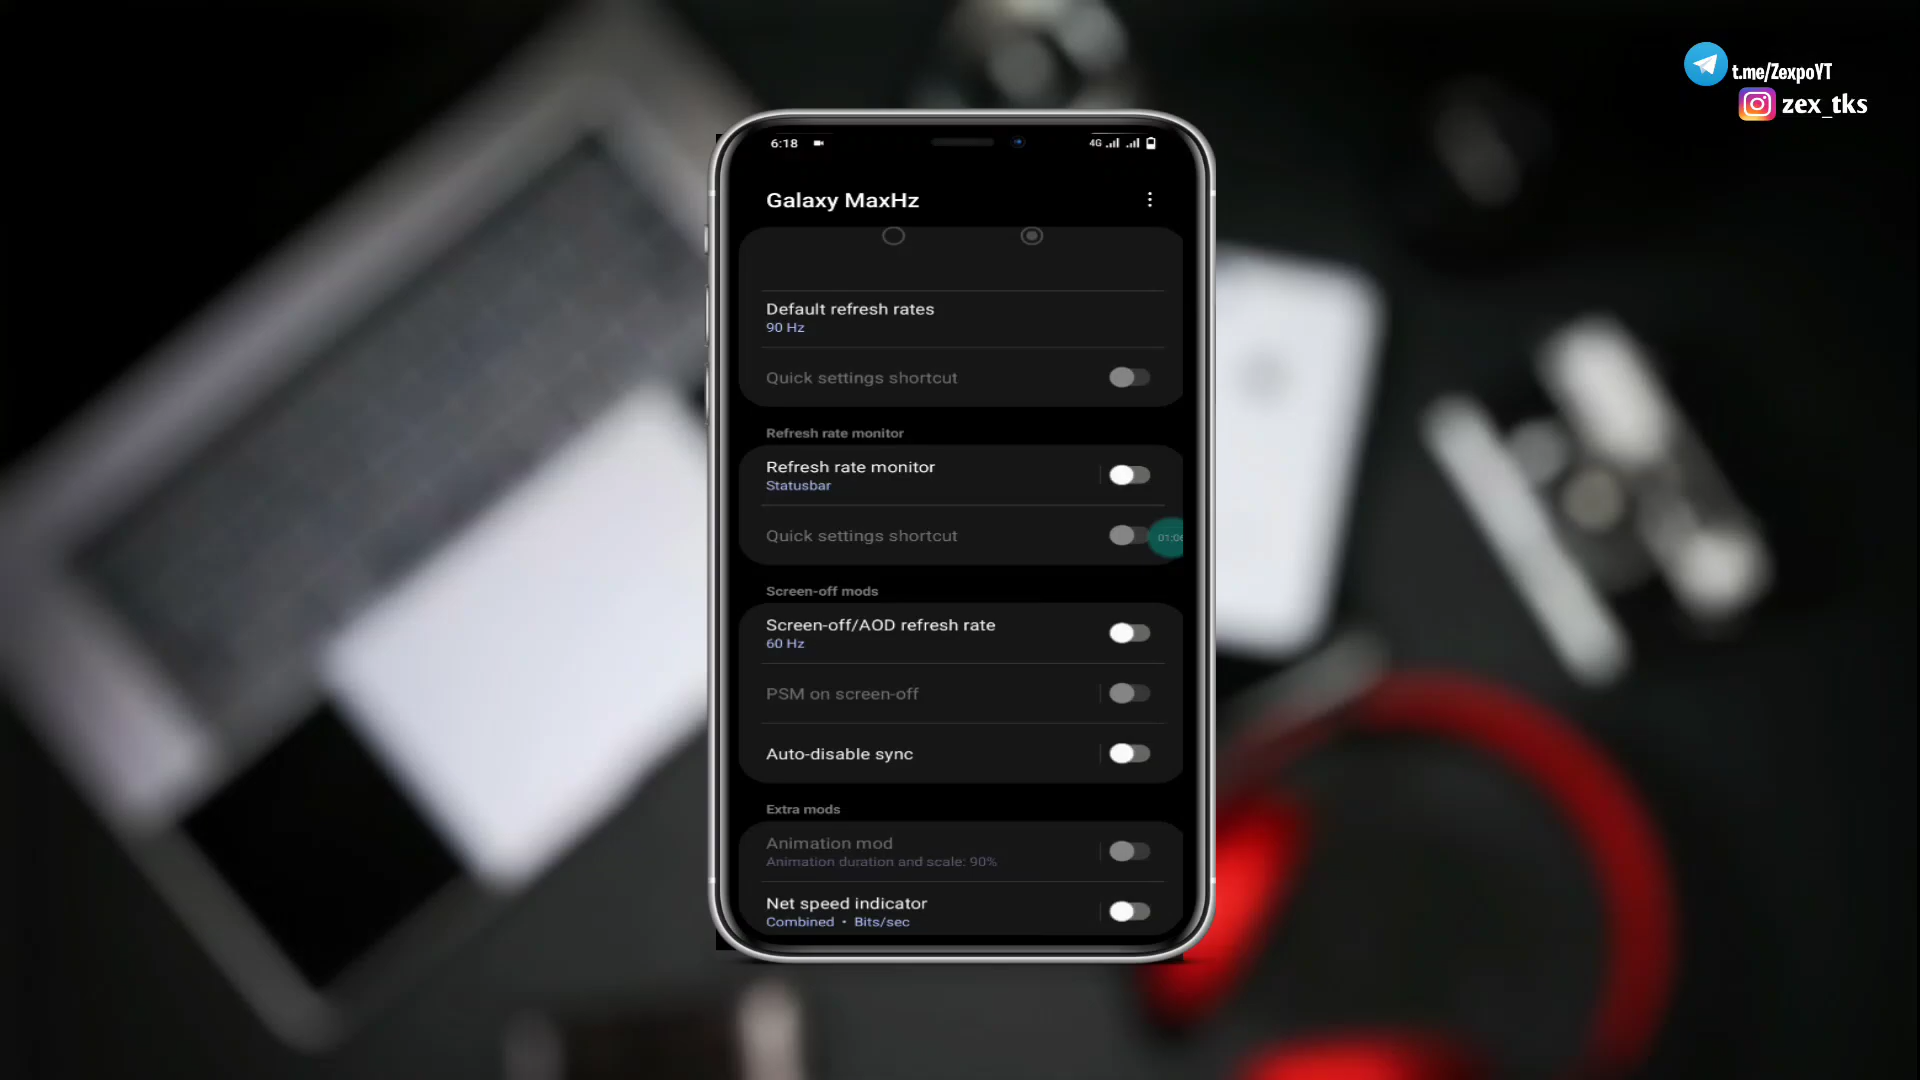 t.me/ZexpoYT
zex_tks
6:18
4G
Galaxy MaxHz
Default refresh rates
90 Hz
Quick settings shortcut
Refresh rate monitor
Refresh rate monitor
Statusbar
Quick settings shortcut
01:06
Screen-off mods
Screen-off/AOD refresh rate
60 Hz
PSM on screen-off
Auto-disable sync
Extra mods
Animation mod
Animation duration and scale: 90%
Net speed indicator
Combined • Bits/sec